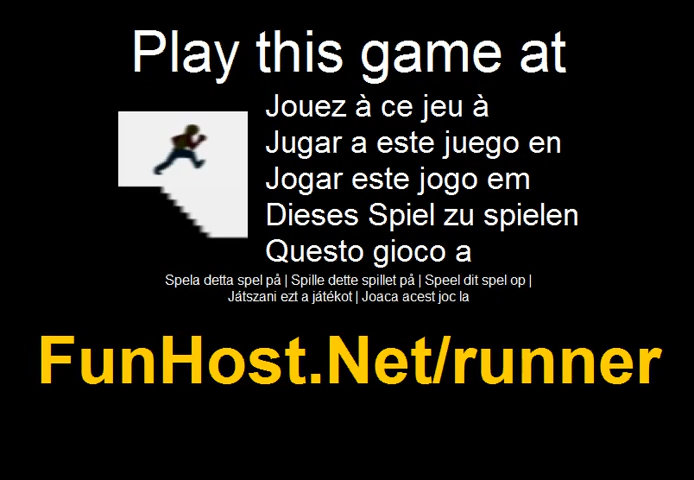 Play this game at
Jouez à ce jeu à
Jugar a este juego en
Jogar este jogo em
Dieses Spiel zu spielen
Questo gioco a
Spela detta spel på | Spille dette spillet på | Speel dit spel op |
Játszani ezt a játékot | Joaca acest joc la
FunHost.Net/runner